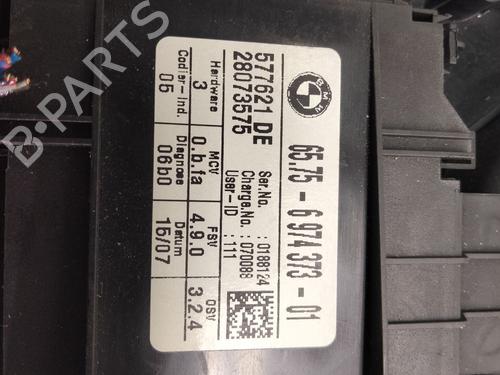 BMW
65.75 - 6 974 373 - 01
577621 DE
28073575
Ser.No. : 0188124
Charge.No. : 070088
User-ID : 111
Hardware MCV FSV OSV
3 0.b.fa 4.9.0 3.2.4
Codier-Ind. Diagnose Datum
05 06b0 15/07
B-PARTS